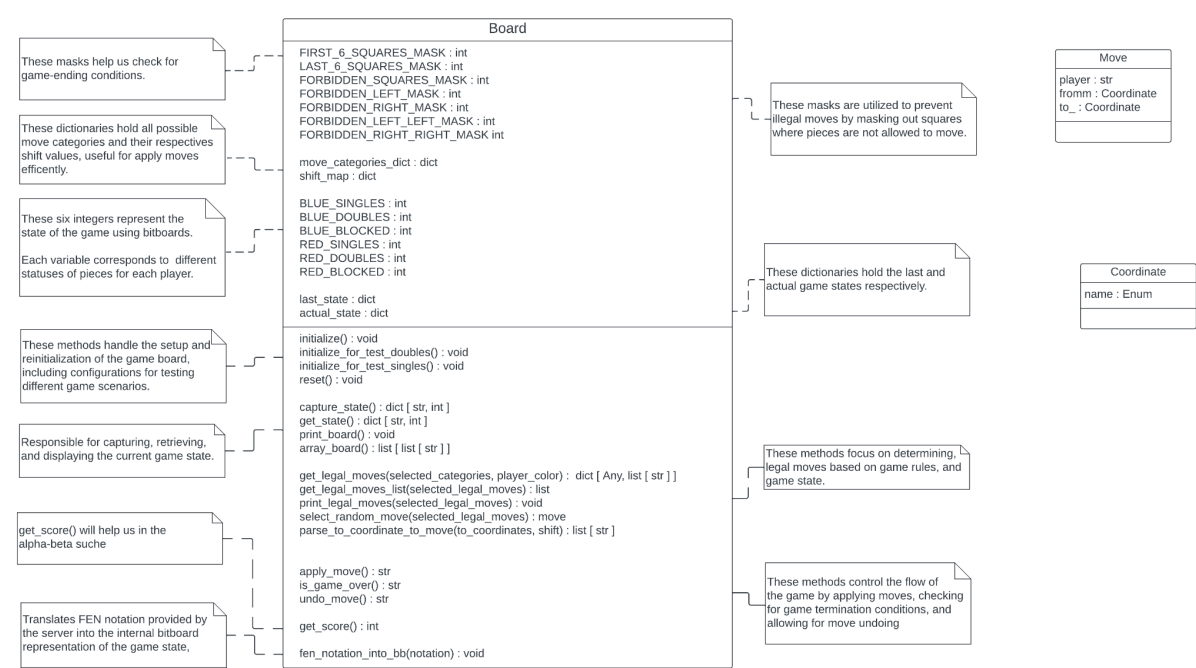 Board
FIRST_6_SQUARES_MASK : int
LAST_6_SQUARES_MASK : int
FORBIDDEN_SQUARES_MASK : int
FORBIDDEN_LEFT_MASK : int
FORBIDDEN_RIGHT_MASK : int
FORBIDDEN_LEFT_LEFT_MASK : int
FORBIDDEN_RIGHT_RIGHT_MASK int
move_categories_dict : dict
shift_map : dict
BLUE_SINGLES : int
BLUE_DOUBLES : int
BLUE_BLOCKED : int
RED_SINGLES : int
RED_DOUBLES : int
RED_BLOCKED : int
last_state : dict
actual_state : dict
initialize() : void
initialize_for_test_doubles() : void
initialize_for_test_singles() : void
reset() : void
capture_state() : dict [ str, int ]
get_state() : dict [ str, int ]
print_board() : void
array_board() : list [ list [ str ] ]
get_legal_moves(selected_categories, player_color) :  dict [ Any, list [ str ] ]
get_legal_moves_list(selected_legal_moves) : list
print_legal_moves(selected_legal_moves) : void
select_random_move(selected_legal_moves) : move
parse_to_coordinate_to_move(to_coordinates, shift) : list [ str ]
apply_move() : str
is_game_over() : str
undo_move() : str
get_score() : int
fen_notation_into_bb(notation) : void
These masks help us check for
game-ending conditions.
These dictionaries hold all possible
move categories and their respectives
shift values, useful for apply moves
efficently.
These six integers represent the
state of the game using bitboards.
Each variable corresponds to  different
statuses of pieces for each player.
These methods handle the setup and
reinitialization of the game board,
including configurations for testing
different game scenarios.
Responsible for capturing, retrieving,
and displaying the current game state.
get_score() will help us in the
alpha-beta suche
Translates FEN notation provided by
the server into the internal bitboard
representation of the game state,
These masks are utilized to prevent
illegal moves by masking out squares
where pieces are not allowed to move.
These dictionaries hold the last and
actual game states respectively.
These methods focus on determining,
legal moves based on game rules, and
game state.
These methods control the flow of
the game by applying moves, checking
for game termination conditions, and
allowing for move undoing
Move
player : str
fromm : Coordinate
to_ : Coordinate
Coordinate
name : Enum